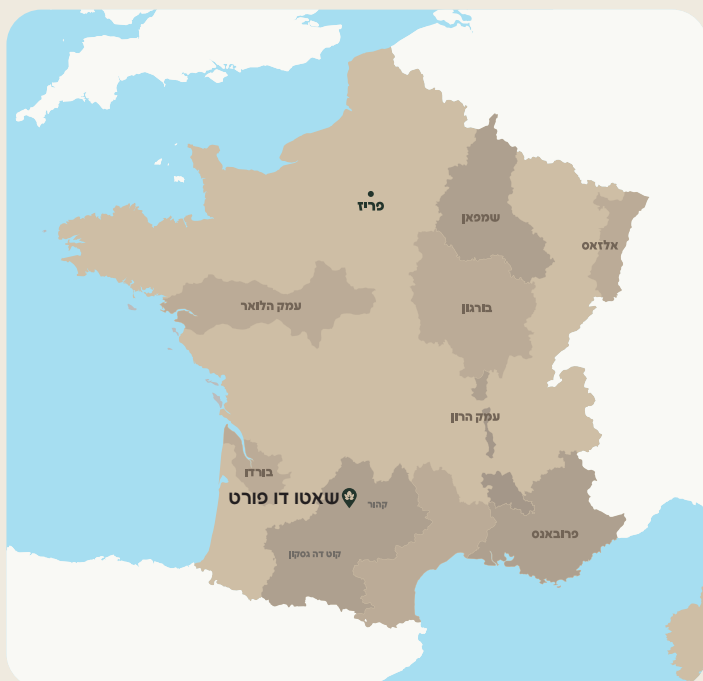 פריז
שמפאן
אלזאס
עמק הלואר
בורגון
עמק הרון
בורדו
שאטו דו פורט
קהור
פרובאנס
קוט דה גסקון